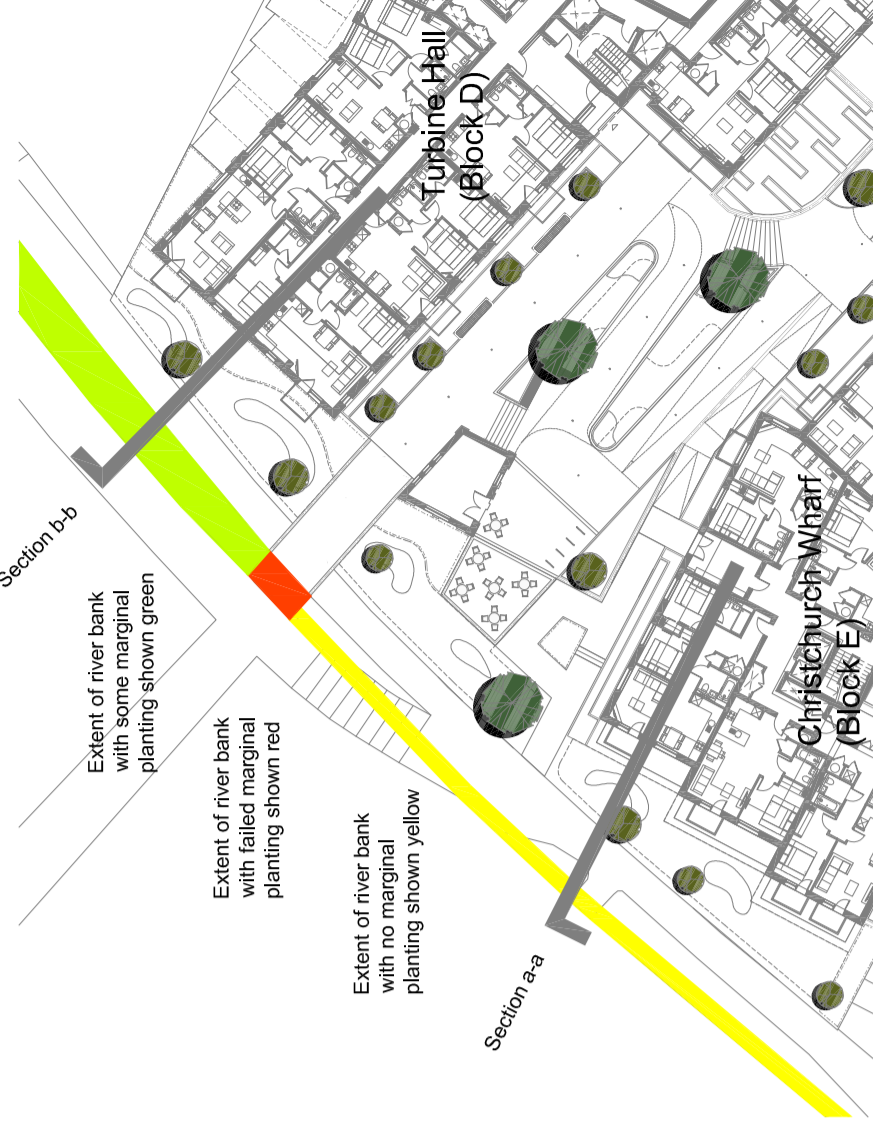 Turbine Hall
(Block D)
Section b-b
Extent of river bank
with some marginal
planting shown green
Extent of river bank
with failed marginal
planting shown red
Extent of river bank
with no marginal
planting shown yellow
Section a-a
Christchurch Wharf
(Block E)